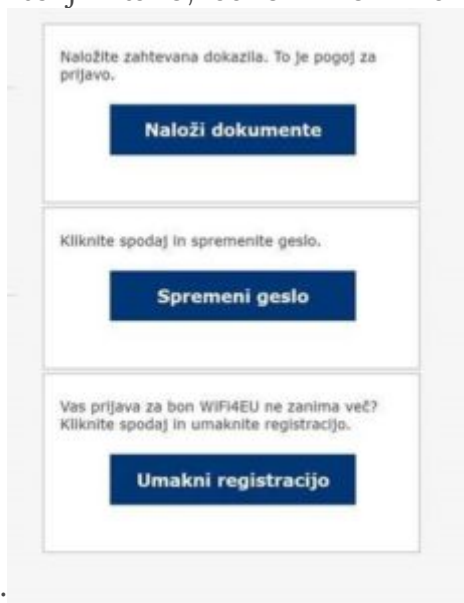 Naložite zahtevana dokazila. To je pogoj za
prijavo.
Naloži dokumente
Kliknite spodaj in spremenite geslo.
Spremeni geslo
Vas prijava za bon WiFi4EU ne zanima več?
Kliknite spodaj in umaknite registracijo.
Umakni registracijo